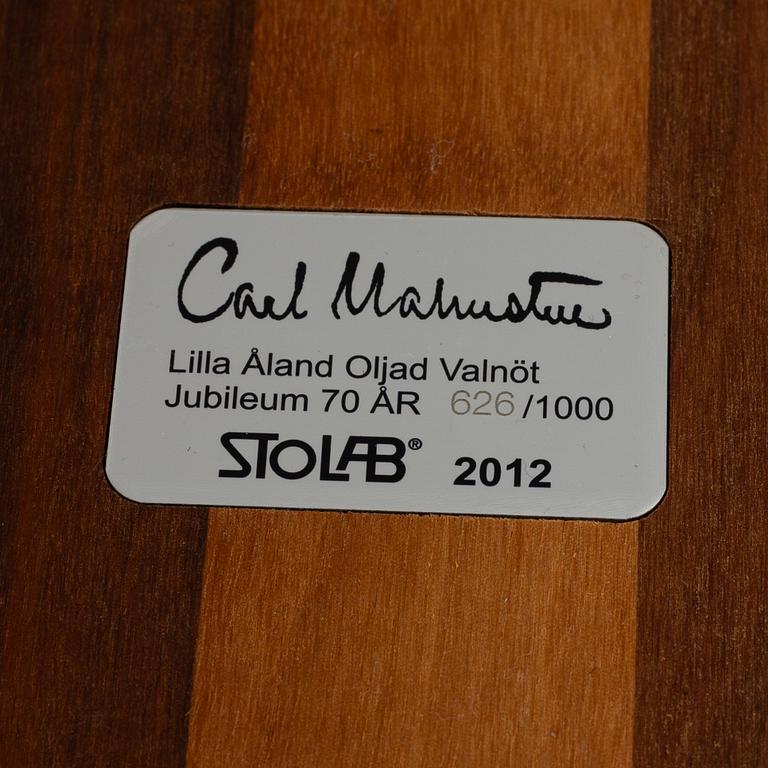 Carl Malmsten
Lilla Åland Oljad Valnöt
Jubileum 70 ÅR 626/1000
STOLAB® 2012